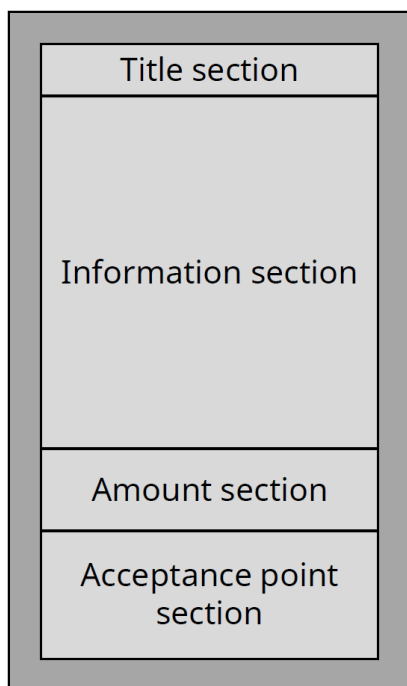 Title section
Information section
Amount section
Acceptance point
section